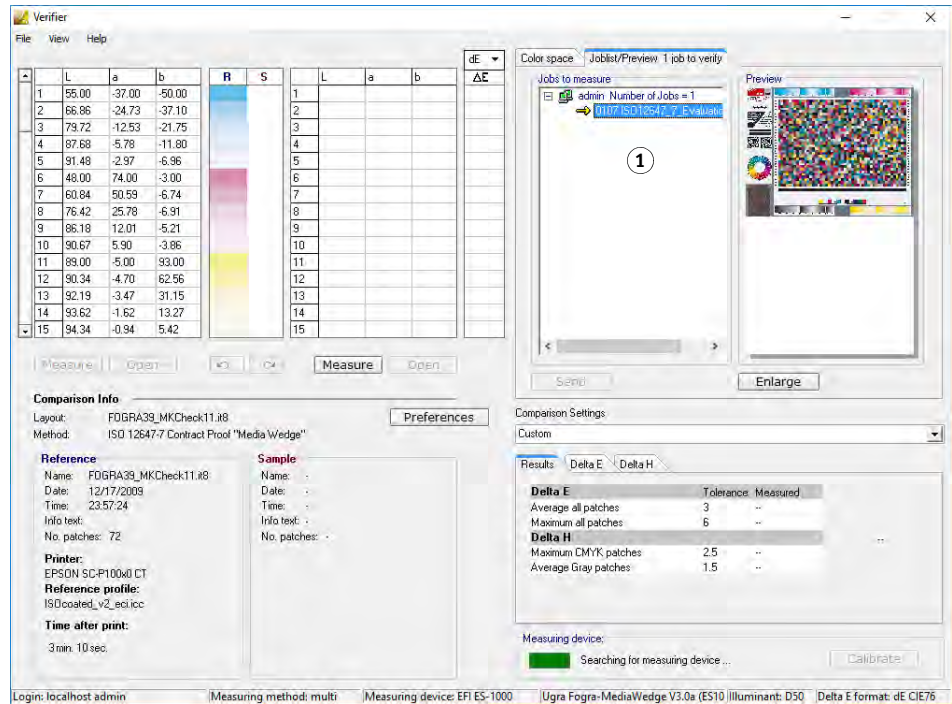 Verifier
File View Help
dE
L a b R S L a b ΔE
1 55.00 -37.00 -50.00 1
2 66.86 -24.73 -37.10 2
3 79.72 -12.53 -21.75 3
4 87.68 -5.78 -11.80 4
5 91.48 -2.97 -6.96 5
6 48.00 74.00 -3.00 6
7 60.84 50.59 -6.74 7
8 76.42 25.78 -6.91 8
9 86.18 12.01 -5.21 9
10 90.67 5.90 -3.86 10
11 89.00 -5.00 93.00 11
12 90.34 -4.70 62.56 12
13 92.19 -3.47 31.15 13
14 93.62 -1.62 13.27 14
15 94.34 -0.94 5.42 15
Measure Open Measure Open
Comparison Info
Layout: FOGRA39_MKCheck11.it8 Preferences
Method: ISO 12647-7 Contract Proof "Media Wedge"
Reference
Name: FOGRA39_MKCheck11.it8
Date: 12/17/2009
Time: 23:57:24
Info text:
No. patches: 72
Printer:
EPSON SC-P100x0 CT
Reference profile:
ISOcoated_v2_eci.icc
Time after print:
3 min. 10 sec.
Sample
Name: -
Date: -
Time: -
Info text: -
No. patches: -
Color space Joblist/Preview 1 job to verify
Jobs to measure
admin Number of Jobs = 1
0107 ISO12647_7_Evaluatio
1
Preview
Send Enlarge
Comparison Settings
Custom
Results Delta E Delta H
Delta E Tolerance Measured
Average all patches 3 --
Maximum all patches 6 --
Delta H --
Maximum CMYK patches 2.5 --
Average Gray patches 1.5 --
Measuring device:
Searching for measuring device ... Calibrate
Login: localhost admin Measuring method: multi Measuring device: EFI ES-1000 Ugra Fogra-MediaWedge V3.0a (ES10 Illuminant: D50 Delta E format: dE CIE76